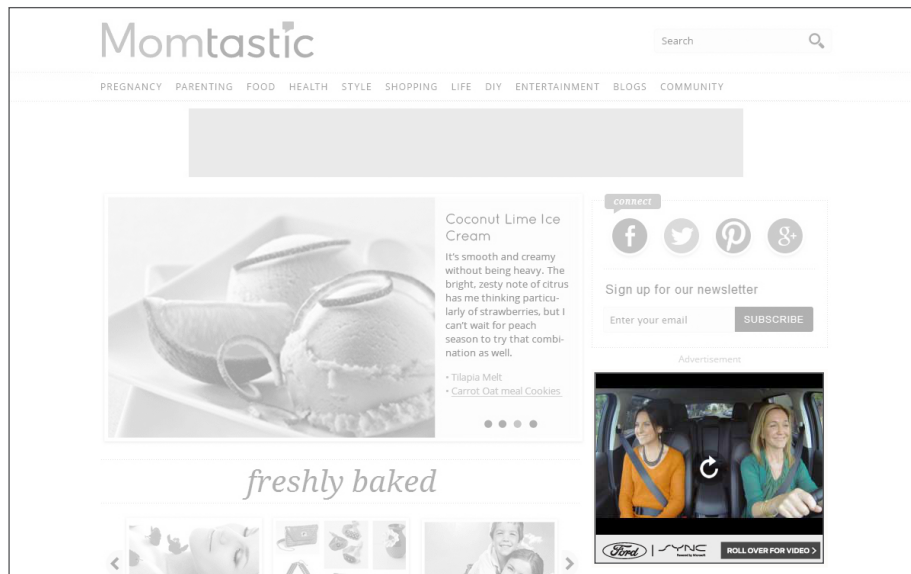 Momtastic
Search
PREGNANCY PARENTING FOOD HEALTH STYLE SHOPPING LIFE DIY ENTERTAINMENT BLOGS COMMUNITY
Coconut Lime Ice
Cream
It's smooth and creamy
without being heavy. The
bright, zesty note of citrus
has me thinking particu-
larly of strawberries, but I
can't wait for peach
season to try that combi-
nation as well.
• Tilapia Melt
• Carrot Oat meal Cookies
connect
Sign up for our newsletter
Enter your email SUBSCRIBE
Advertisement
Ford | SYNC
ROLL OVER FOR VIDEO >
freshly baked